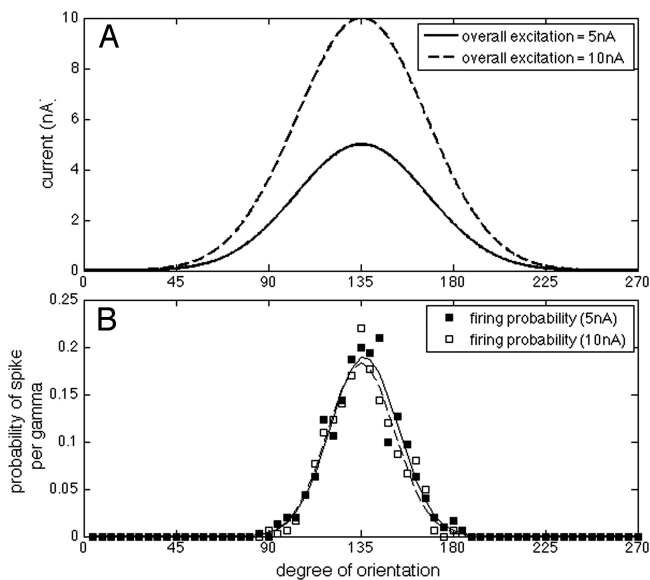 A
overall excitation = 5nA
overall excitation = 10nA
current (nA)
10
8
6
4
2
0
0 45 90 135 180 225 270
B
firing probability (5nA)
firing probability (10nA)
probability of spike
per gamma
0.25
0.2
0.15
0.1
0.05
0
0 45 90 135 180 225 270
degree of orientation